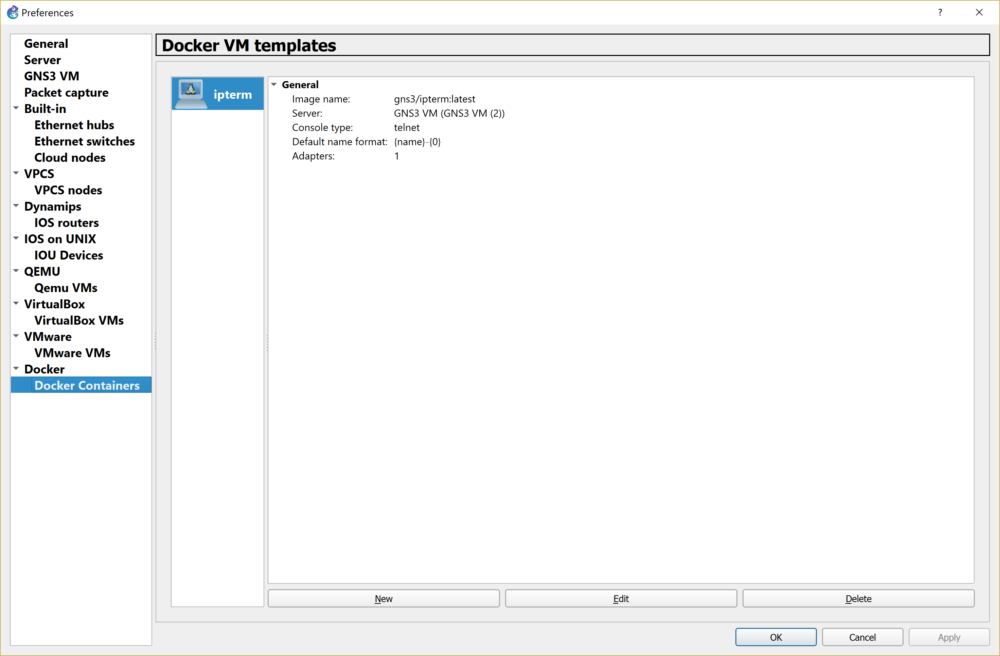 Preferences
?
General
Server
GNS3 VM
Packet capture
Built-in
Ethernet hubs
Ethernet switches
Cloud nodes
VPCS
VPCS nodes
Dynamips
IOS routers
IOS on UNIX
IOU Devices
QEMU
Qemu VMs
VirtualBox
VirtualBox VMs
VMware
VMware VMs
Docker
Docker Containers
Docker VM templates
ipterm
General
Image name: gns3/ipterm:latest
Server: GNS3 VM (GNS3 VM (2))
Console type: telnet
Default name format: {name}-{0}
Adapters: 1
New Edit Delete
OK Cancel Apply